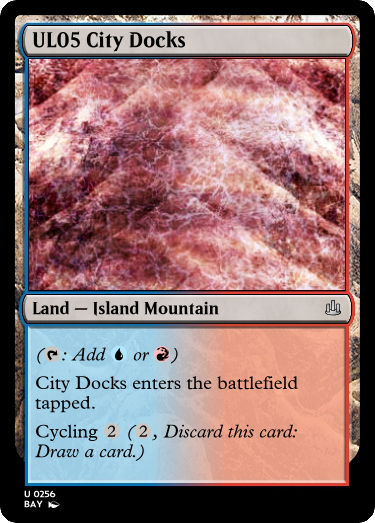 UL05 City Docks
Land — Island Mountain
(: Add or )
City Docks enters the battlefield
tapped.
Cycling 2 (2, Discard this card:
Draw a card.)
U 0256
BAY